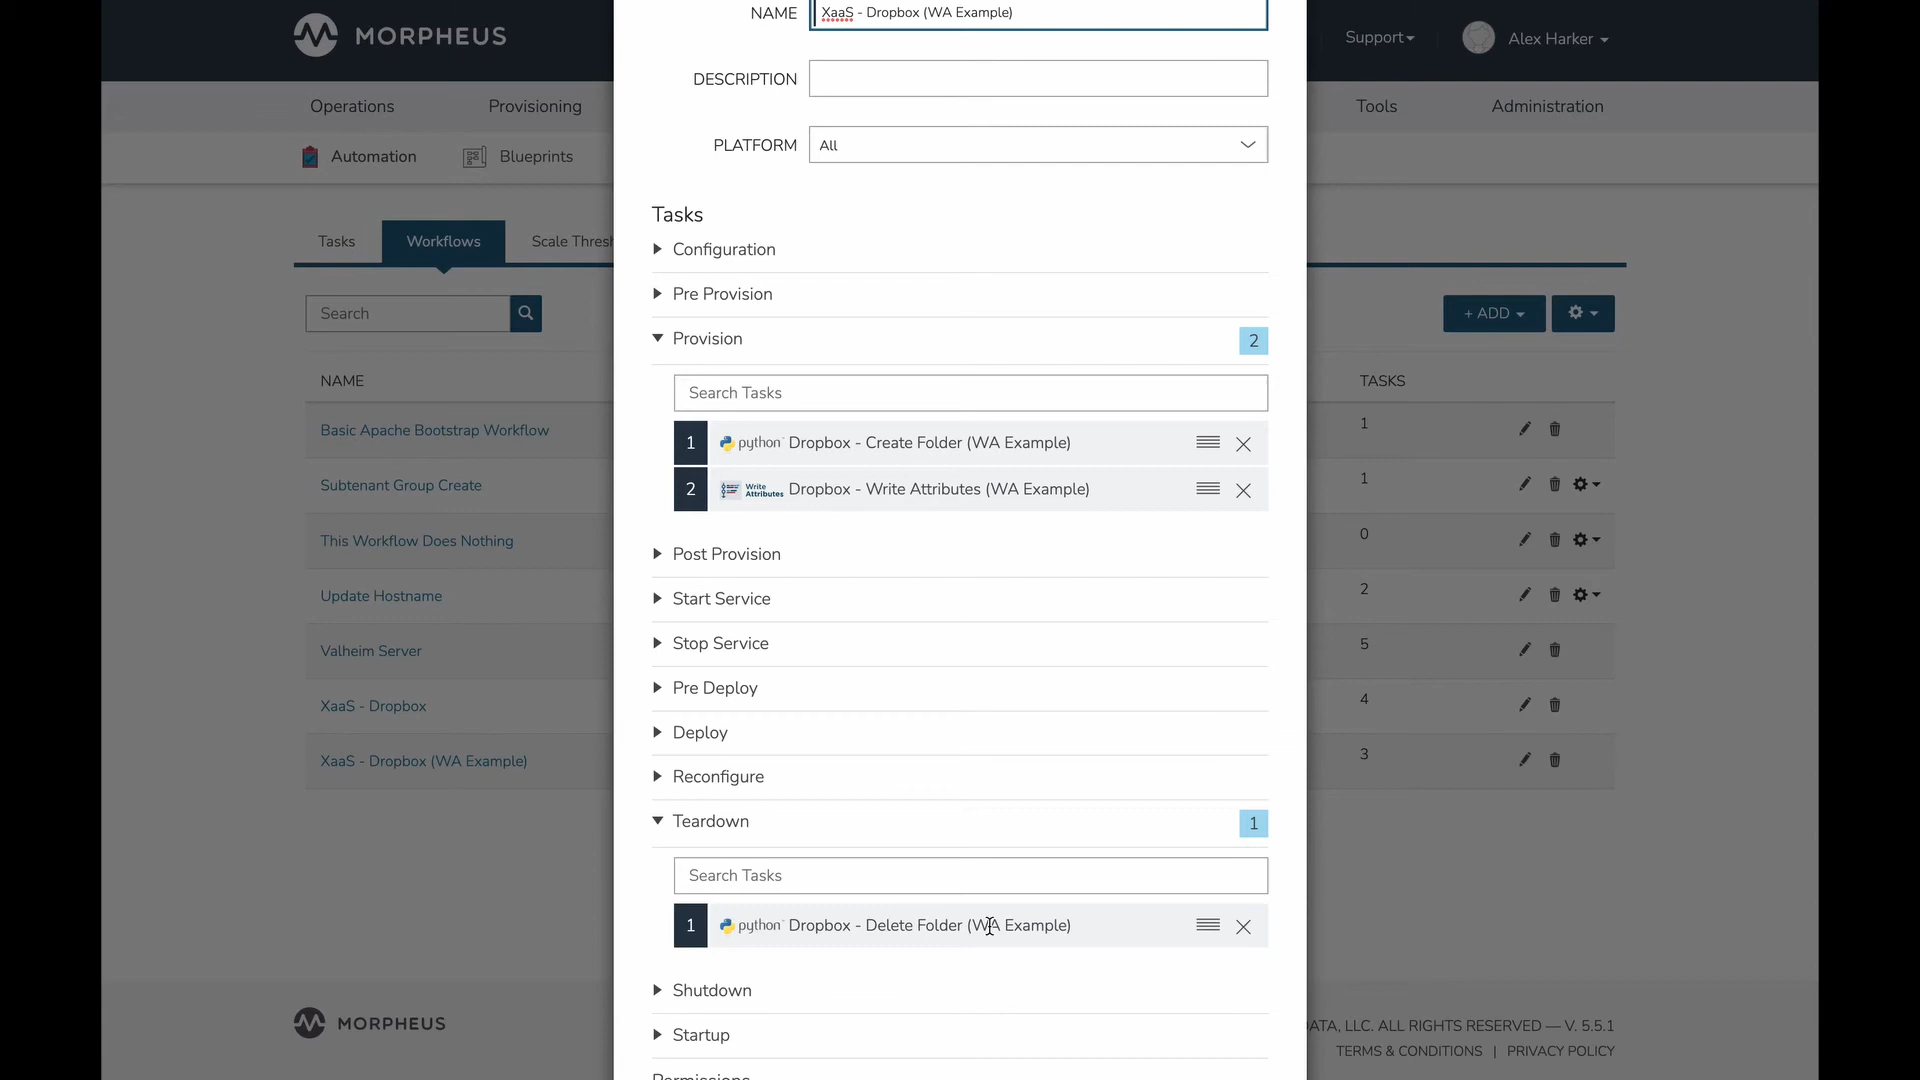 NAME XaaS - Dropbox (WA Example)
MORPHEUS
Support
Alex Harker
DESCRIPTION
Operations
Provisioning
Tools
Administration
PLATFORM All
Automation
Blueprints
Tasks
Configuration
Tasks
Workflows
Scale Thresh
Pre Provision
Search
+ ADD
Provision 2
NAME
TASKS
Search Tasks
Basic Apache Bootstrap Workflow
1
1 python Dropbox - Create Folder (WA Example)
Subtenant Group Create
1
2 Write Attributes Dropbox - Write Attributes (WA Example)
This Workflow Does Nothing
0
Post Provision
Update Hostname
2
Start Service
Valheim Server
5
Stop Service
XaaS - Dropbox
4
Pre Deploy
Deploy
XaaS - Dropbox (WA Example)
3
Reconfigure
Teardown 1
Search Tasks
1 python Dropbox - Delete Folder (WA Example)
Shutdown
MORPHEUS
DATA, LLC. ALL RIGHTS RESERVED — V. 5.5.1
Startup
TERMS & CONDITIONS | PRIVACY POLICY